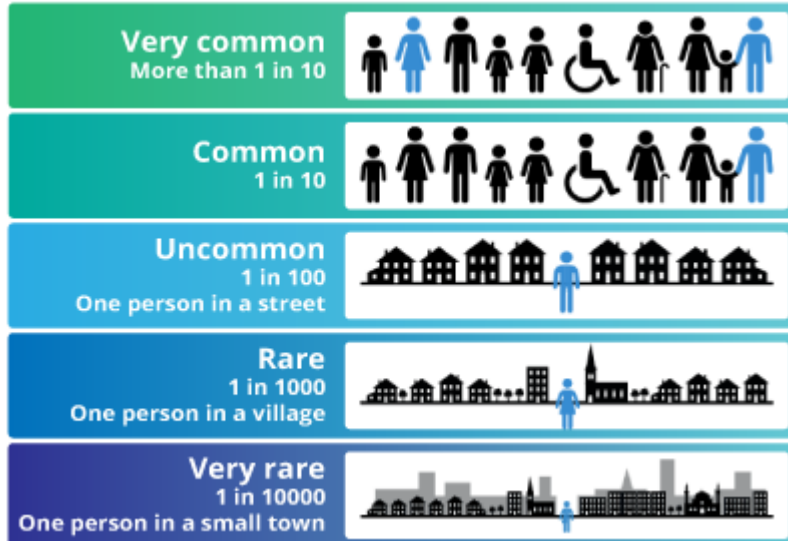 Very common
More than 1 in 10
Common
1 in 10
Uncommon
1 in 100
One person in a street
Rare
1 in 1000
One person in a village
Very rare
1 in 10000
One person in a small town